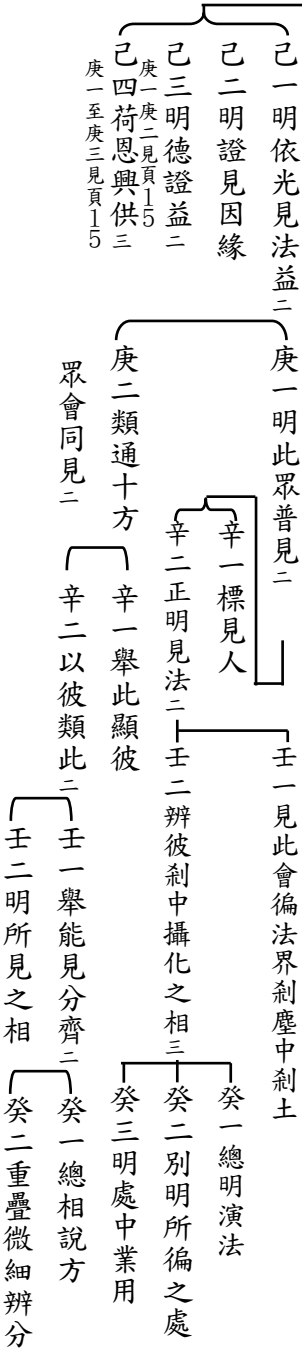 己一明依光見法益二
己二明證見因緣
己三明德證益二
庚一庚二見頁15
己四荷恩興供三
庚一至庚三見頁15
庚一明此眾普見二
庚二類通十方
眾會同見二
辛一標見人
辛二正明見法二
辛一舉此顯彼
辛二以彼類此二
壬一見此會徧法界剎塵中剎土
壬二辨彼剎中攝化之相三
壬一舉能見分齊二
壬二明所見之相
癸一總明演法
癸二別明所徧之處
癸三明處中業用
癸一總相說方
癸二重疊微細辨分